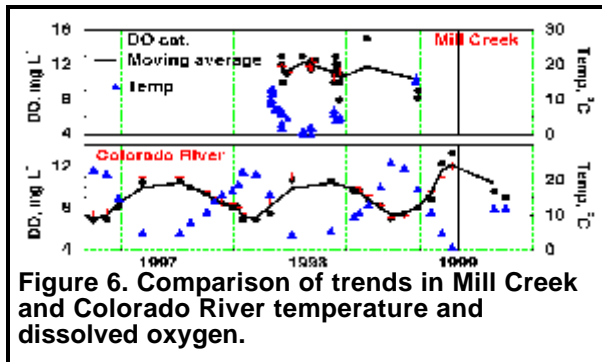 16 30
DO cat. Mill Creek
12 Moving average 20
Temp
8 10
4 0
DO, mg L⁻ Temp, °C
Colorado River
12
20
8 10
4 0
DO, mg L⁻ Temp, °C
1997 1998 1999
Figure 6. Comparison of trends in Mill Creek
and Colorado River temperature and
dissolved oxygen.